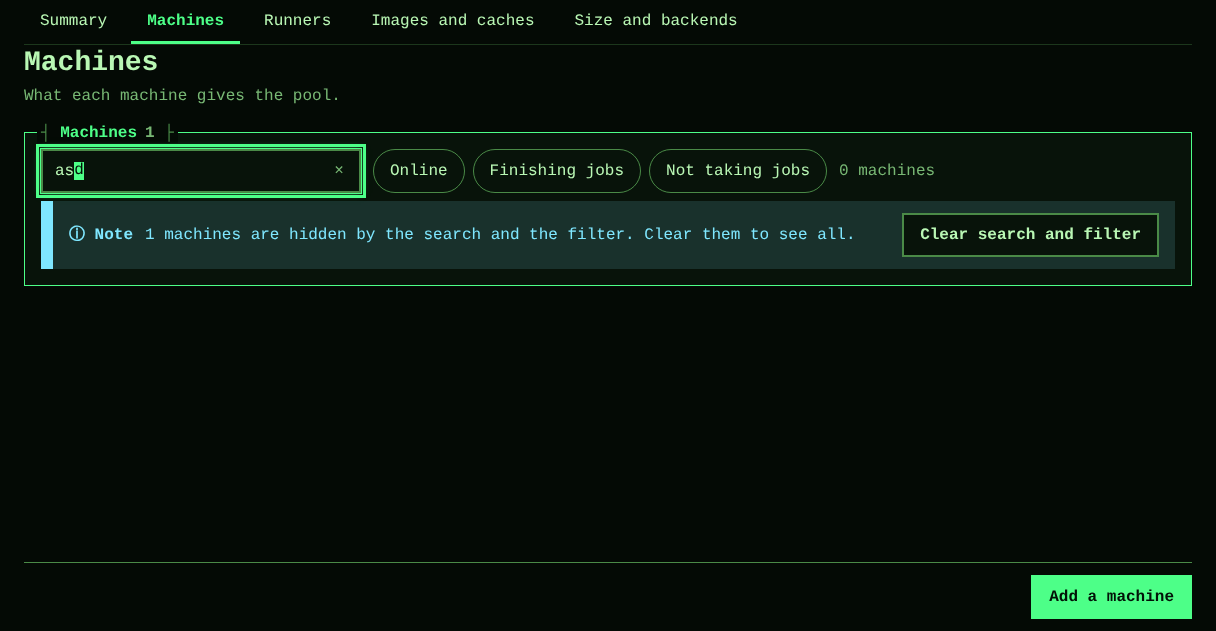 Summary Machines Runners Images and caches Size and backends
Machines
What each machine gives the pool.
Machines 1
asd × Online Finishing jobs Not taking jobs 0 machines
ⓘ Note 1 machines are hidden by the search and the filter. Clear them to see all. Clear search and filter
Add a machine